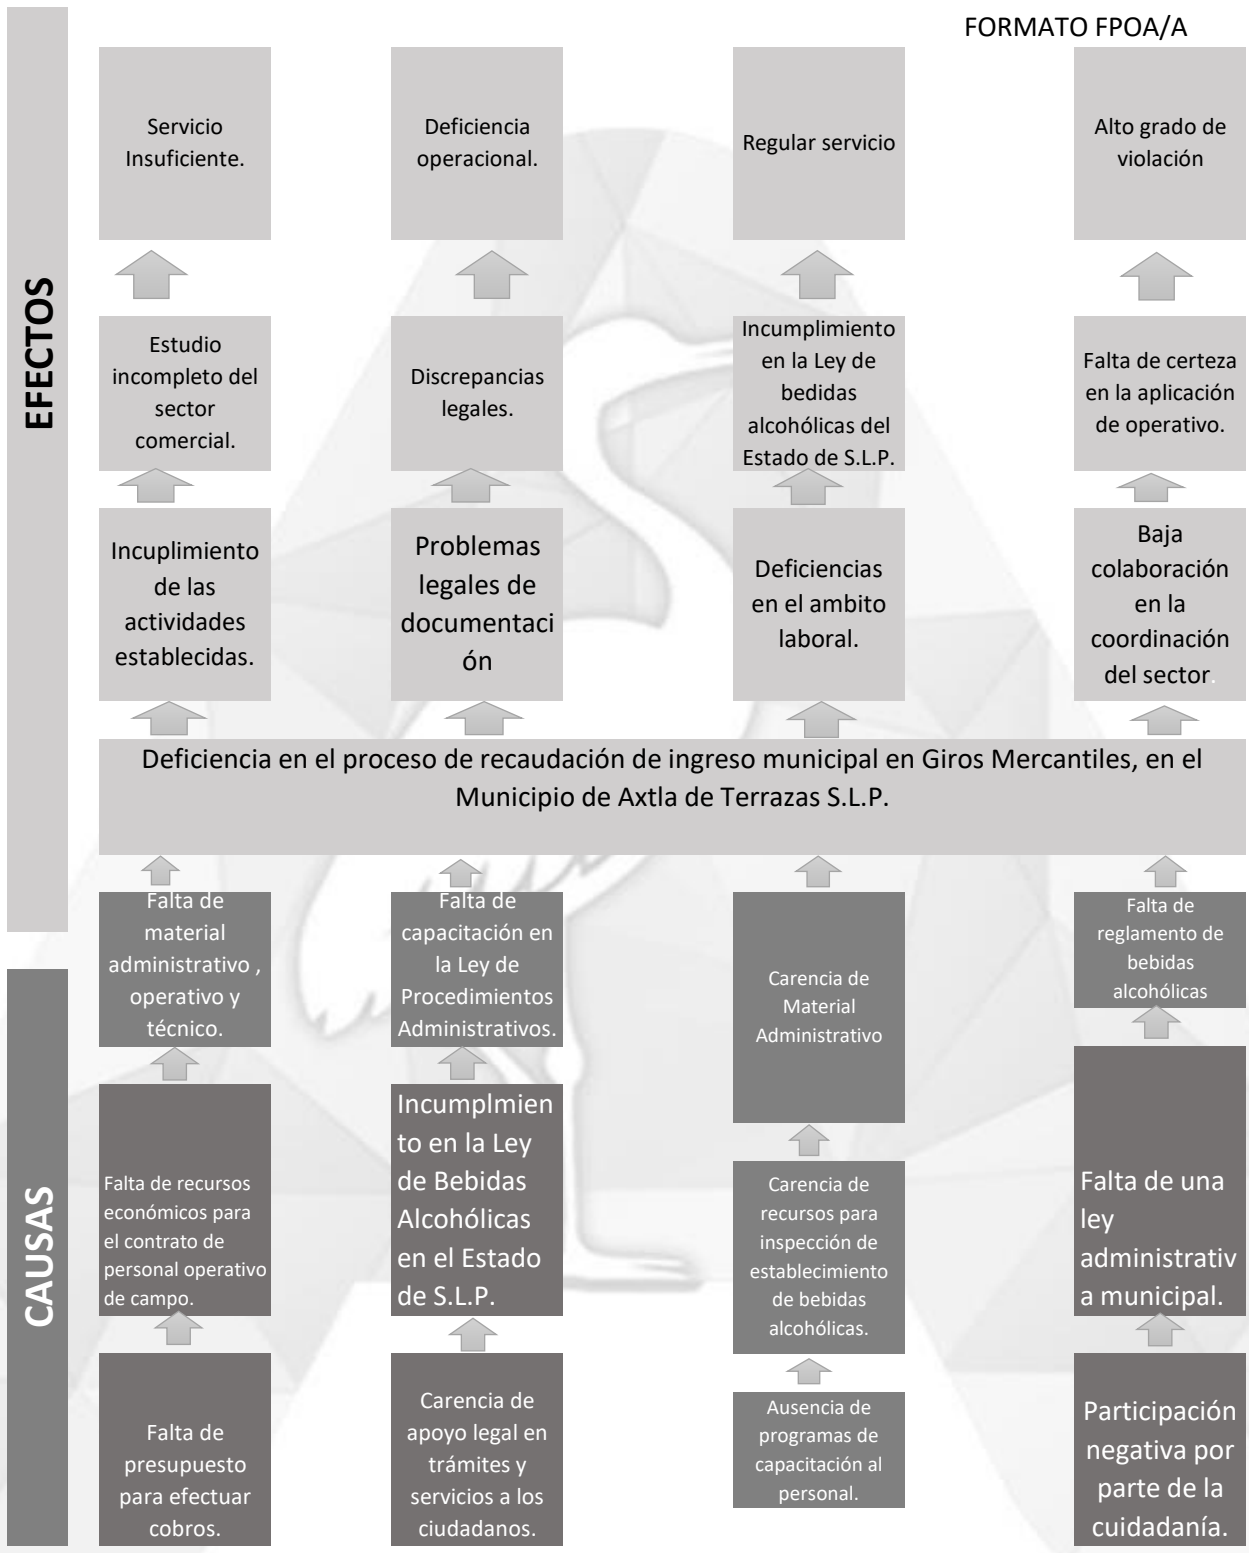 FORMATO FPOA/A
EFECTOS
Servicio
Insuficiente.
Deficiencia
operacional.
Regular servicio
Alto grado de
violación
Estudio
incompleto del
sector
comercial.
Discrepancias
legales.
Incumplimiento
en la Ley de
bedidas
alcohólicas del
Estado de S.L.P.
Falta de certeza
en la aplicación
de operativo.
Incuplimiento
de las
actividades
establecidas.
Problemas
legales de
documentaci
ón
Deficiencias
en el ambito
laboral.
Baja
colaboración
en la
coordinación
del sector.
Deficiencia en el proceso de recaudación de ingreso municipal en Giros Mercantiles, en el
Municipio de Axtla de Terrazas S.L.P.
CAUSAS
Falta de
material
administrativo ,
operativo y
técnico.
Falta de
capacitación en
la Ley de
Procedimientos
Administrativos.
Carencia de
Material
Administrativo
Falta de
reglamento de
bebidas
alcohólicas
Falta de recursos
económicos para
el contrato de
personal operativo
de campo.
Incumplmien
to en la Ley
de Bebidas
Alcohólicas
en el Estado
de S.L.P.
Carencia de
recursos para
inspección de
establecimiento
de bebidas
alcohólicas.
Falta de una
ley
administrativ
a municipal.
Falta de
presupuesto
para efectuar
cobros.
Carencia de
apoyo legal en
trámites y
servicios a los
ciudadanos.
Ausencia de
programas de
capacitación al
personal.
Participación
negativa por
parte de la
cuidadanía.